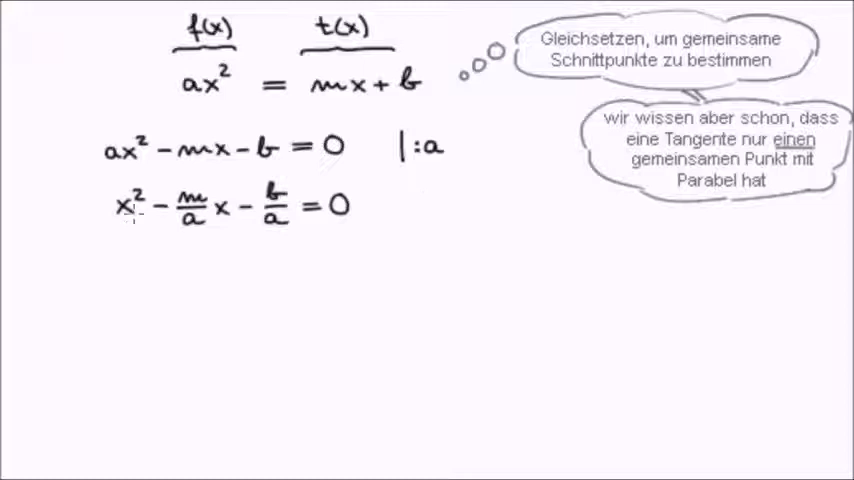 f(x) t(x)
ax² = mx + b
ax² - mx - b = 0 | : a
x² - m/a x - b/a = 0
Gleichsetzen, um gemeinsame
Schnittpunkte zu bestimmen
wir wissen aber schon, dass
eine Tangente nur einen
gemeinsamen Punkt mit
Parabel hat